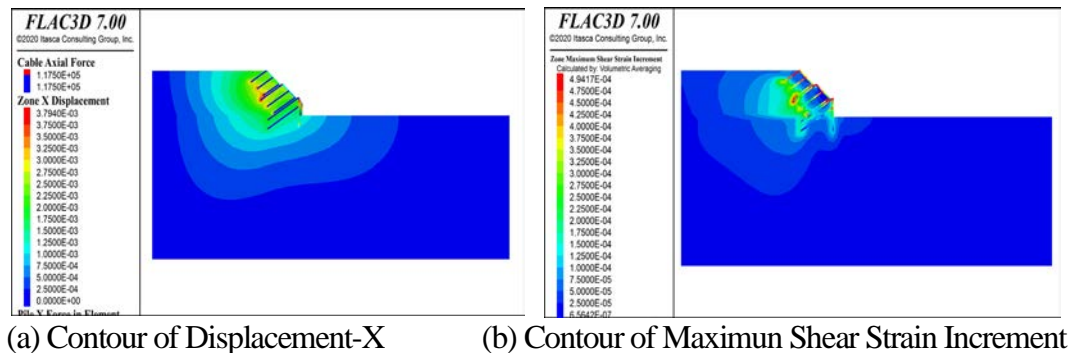 FLAC3D 7.00
©2020 Itasca Consulting Group, Inc.
Cable Axial Force
1.1750E+05
1.1750E+05
Zone X Displacement
3.7940E-03
3.7500E-03
3.5000E-03
3.2500E-03
3.0000E-03
2.7500E-03
2.5000E-03
2.2500E-03
2.0000E-03
1.7500E-03
1.5000E-03
1.2500E-03
1.0000E-03
7.5000E-04
5.0000E-04
2.5000E-04
0.0000E+00
Pile X Force in Element
FLAC3D 7.00
©2020 Itasca Consulting Group, Inc.
Zone Maximum Shear Strain Increment
Calculated by: Volumetric Averaging
4.9417E-04
4.7500E-04
4.5000E-04
4.2500E-04
4.0000E-04
3.7500E-04
3.5000E-04
3.2500E-04
3.0000E-04
2.7500E-04
2.5000E-04
2.2500E-04
2.0000E-04
1.7500E-04
1.5000E-04
1.2500E-04
1.0000E-04
7.5000E-05
5.0000E-05
2.5000E-05
6.5642E-07
(a) Contour of Displacement-X
(b) Contour of Maximun Shear Strain Increment